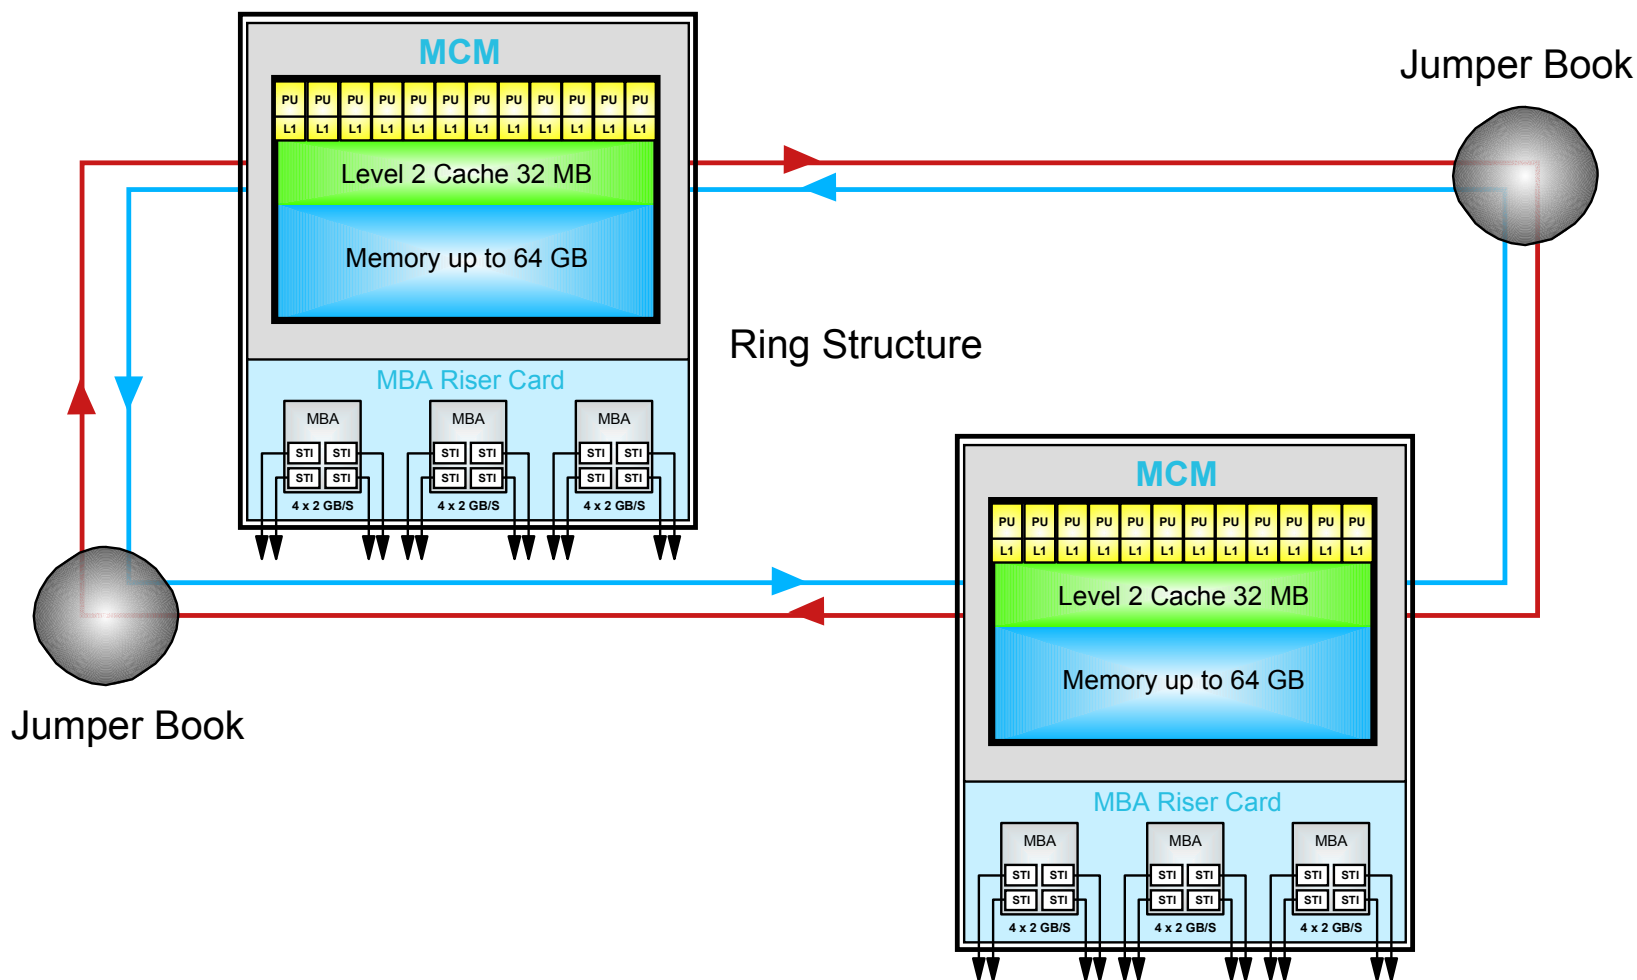 Jumper Book
MCM
PU PU PU PU PU PU PU PU PU PU PU PU
L1 L1 L1 L1 L1 L1 L1 L1 L1 L1 L1 L1
Level 2 Cache 32 MB
Memory up to 64 GB
Ring Structure
MBA Riser Card
MBA MBA MBA
STI STI STI STI STI STI
STI STI STI STI STI STI
4 x 2 GB/S 4 x 2 GB/S 4 x 2 GB/S
Jumper Book
MCM
PU PU PU PU PU PU PU PU PU PU PU PU
L1 L1 L1 L1 L1 L1 L1 L1 L1 L1 L1 L1
Level 2 Cache 32 MB
Memory up to 64 GB
MBA Riser Card
MBA MBA MBA
STI STI STI STI STI STI
STI STI STI STI STI STI
4 x 2 GB/S 4 x 2 GB/S 4 x 2 GB/S